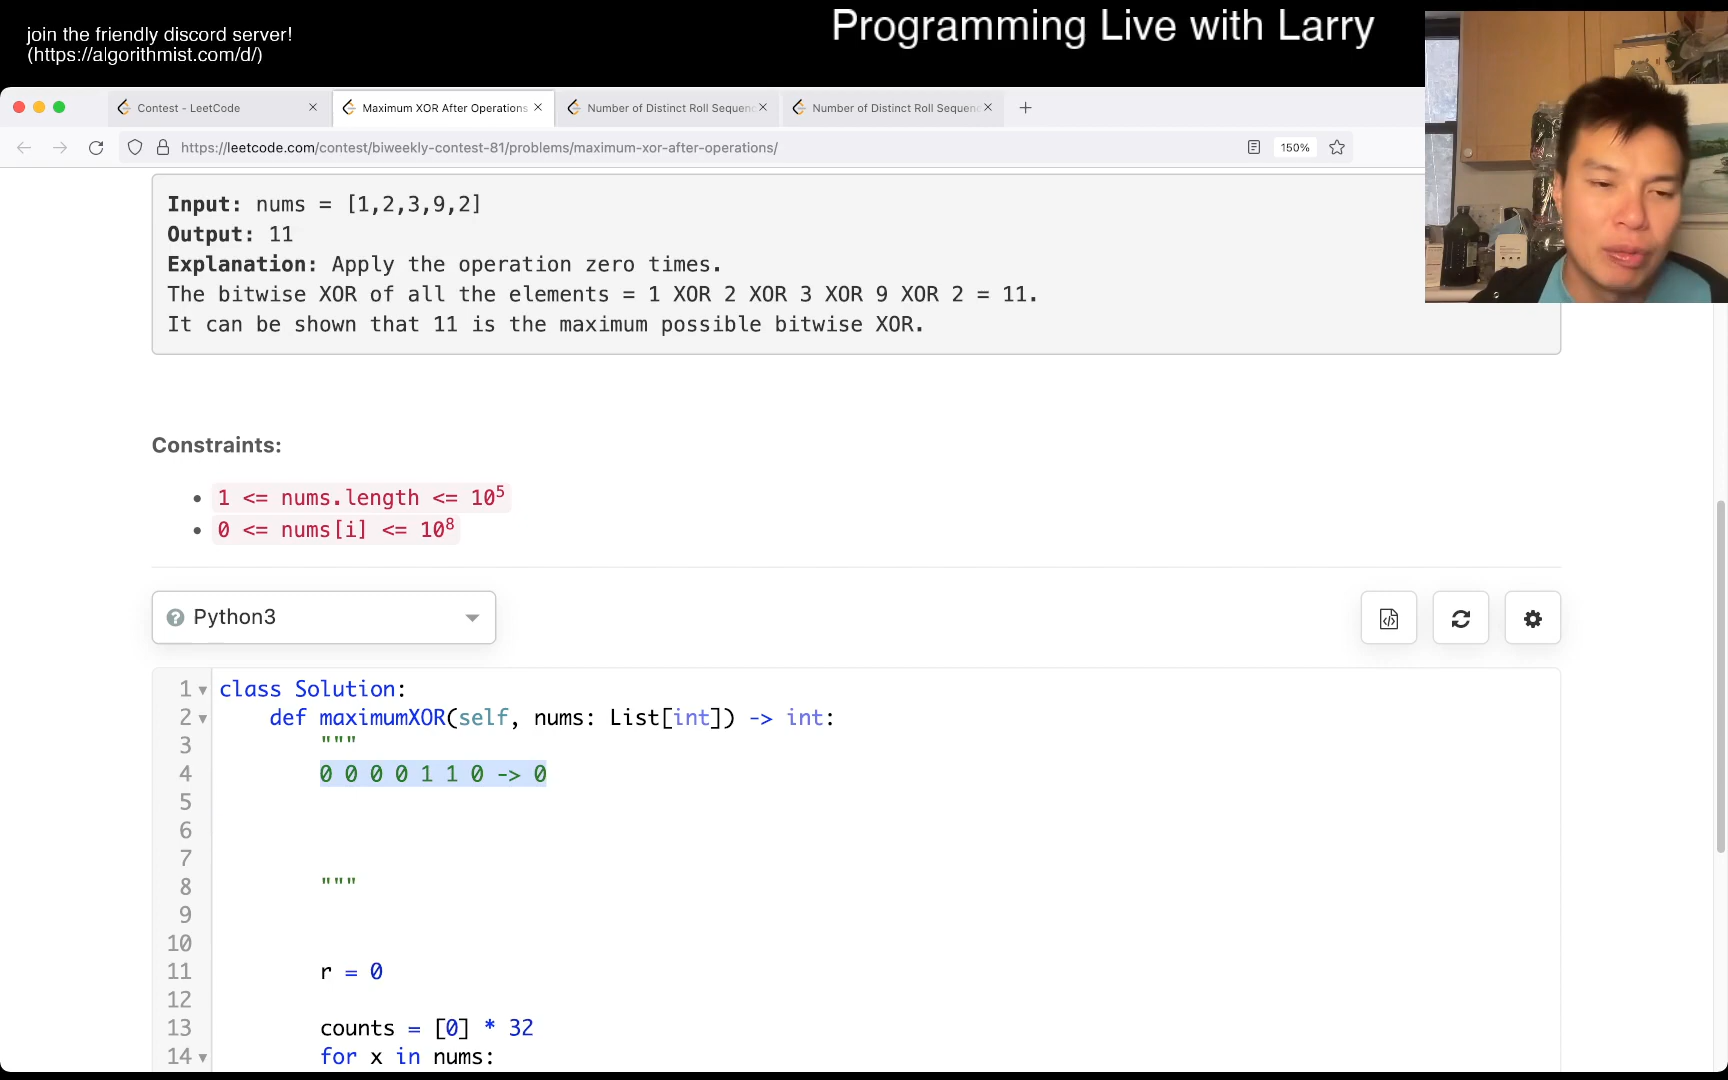 join the friendly discord server!
(https://algorithmist.com/d/)
Programming Live with Larry
Contest - LeetCode
Maximum XOR After Operations
Number of Distinct Roll Sequenc
Number of Distinct Roll Sequenc
https://leetcode.com/contest/biweekly-contest-81/problems/maximum-xor-after-operations/
150%
Input: nums = [1,2,3,9,2]
Output: 11
Explanation: Apply the operation zero times.
The bitwise XOR of all the elements = 1 XOR 2 XOR 3 XOR 9 XOR 2 = 11.
It can be shown that 11 is the maximum possible bitwise XOR.
Constraints:
1 <= nums.length <= 10⁵
0 <= nums[i] <= 10⁸
Python3
1 class Solution:
2 def maximumXOR(self, nums: List[int]) -> int:
3 """
4 0 0 0 0 1 1 0 -> 0
5
6
7
8 """
9
10
11 r = 0
12
13 counts = [0] * 32
14 for x in nums: